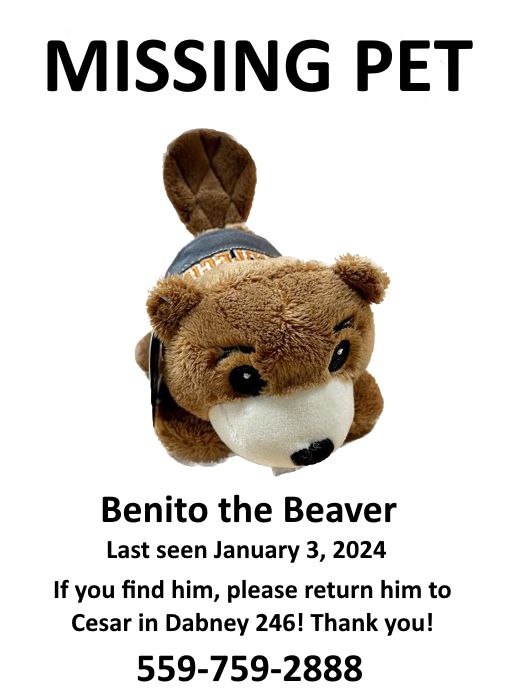 MISSING PET
Benito the Beaver
Last seen January 3, 2024
If you find him, please return him to
Cesar in Dabney 246! Thank you!
559-759-2888